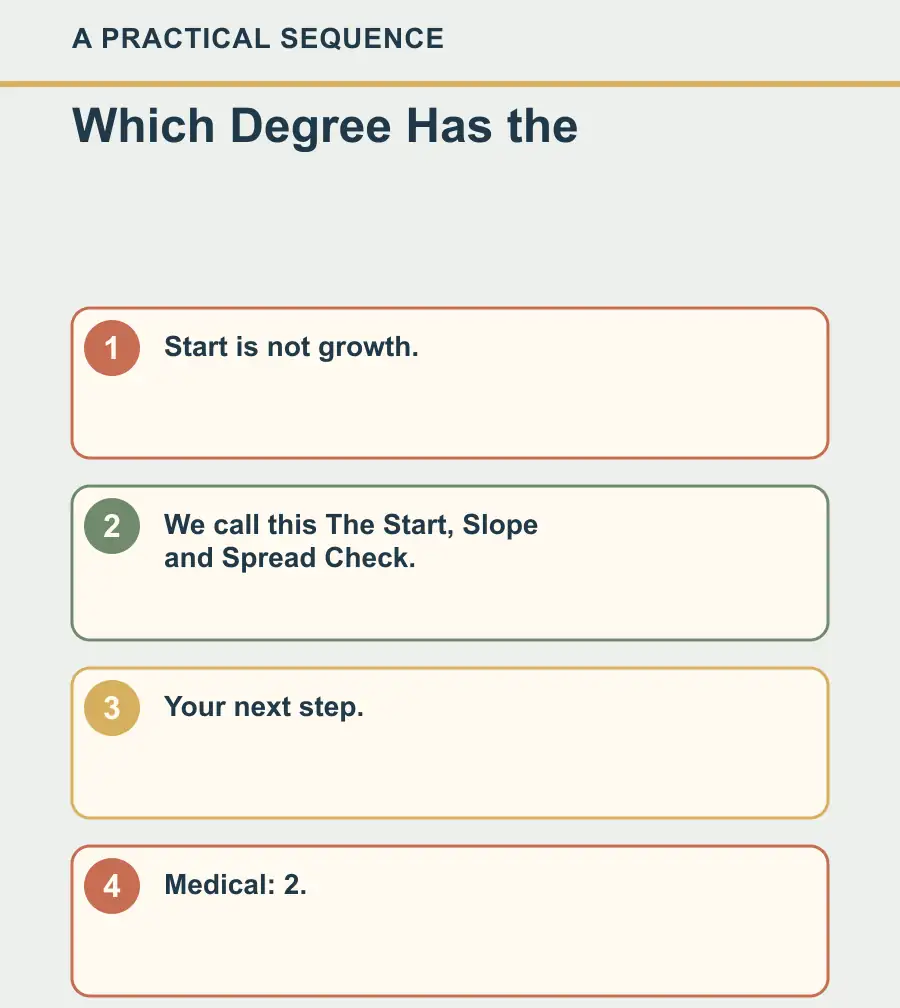 A PRACTICAL SEQUENCE
Which Degree Has the
1
Start is not growth.
2
We call this The Start, Slope
and Spread Check.
3
Your next step.
4
Medical: 2.